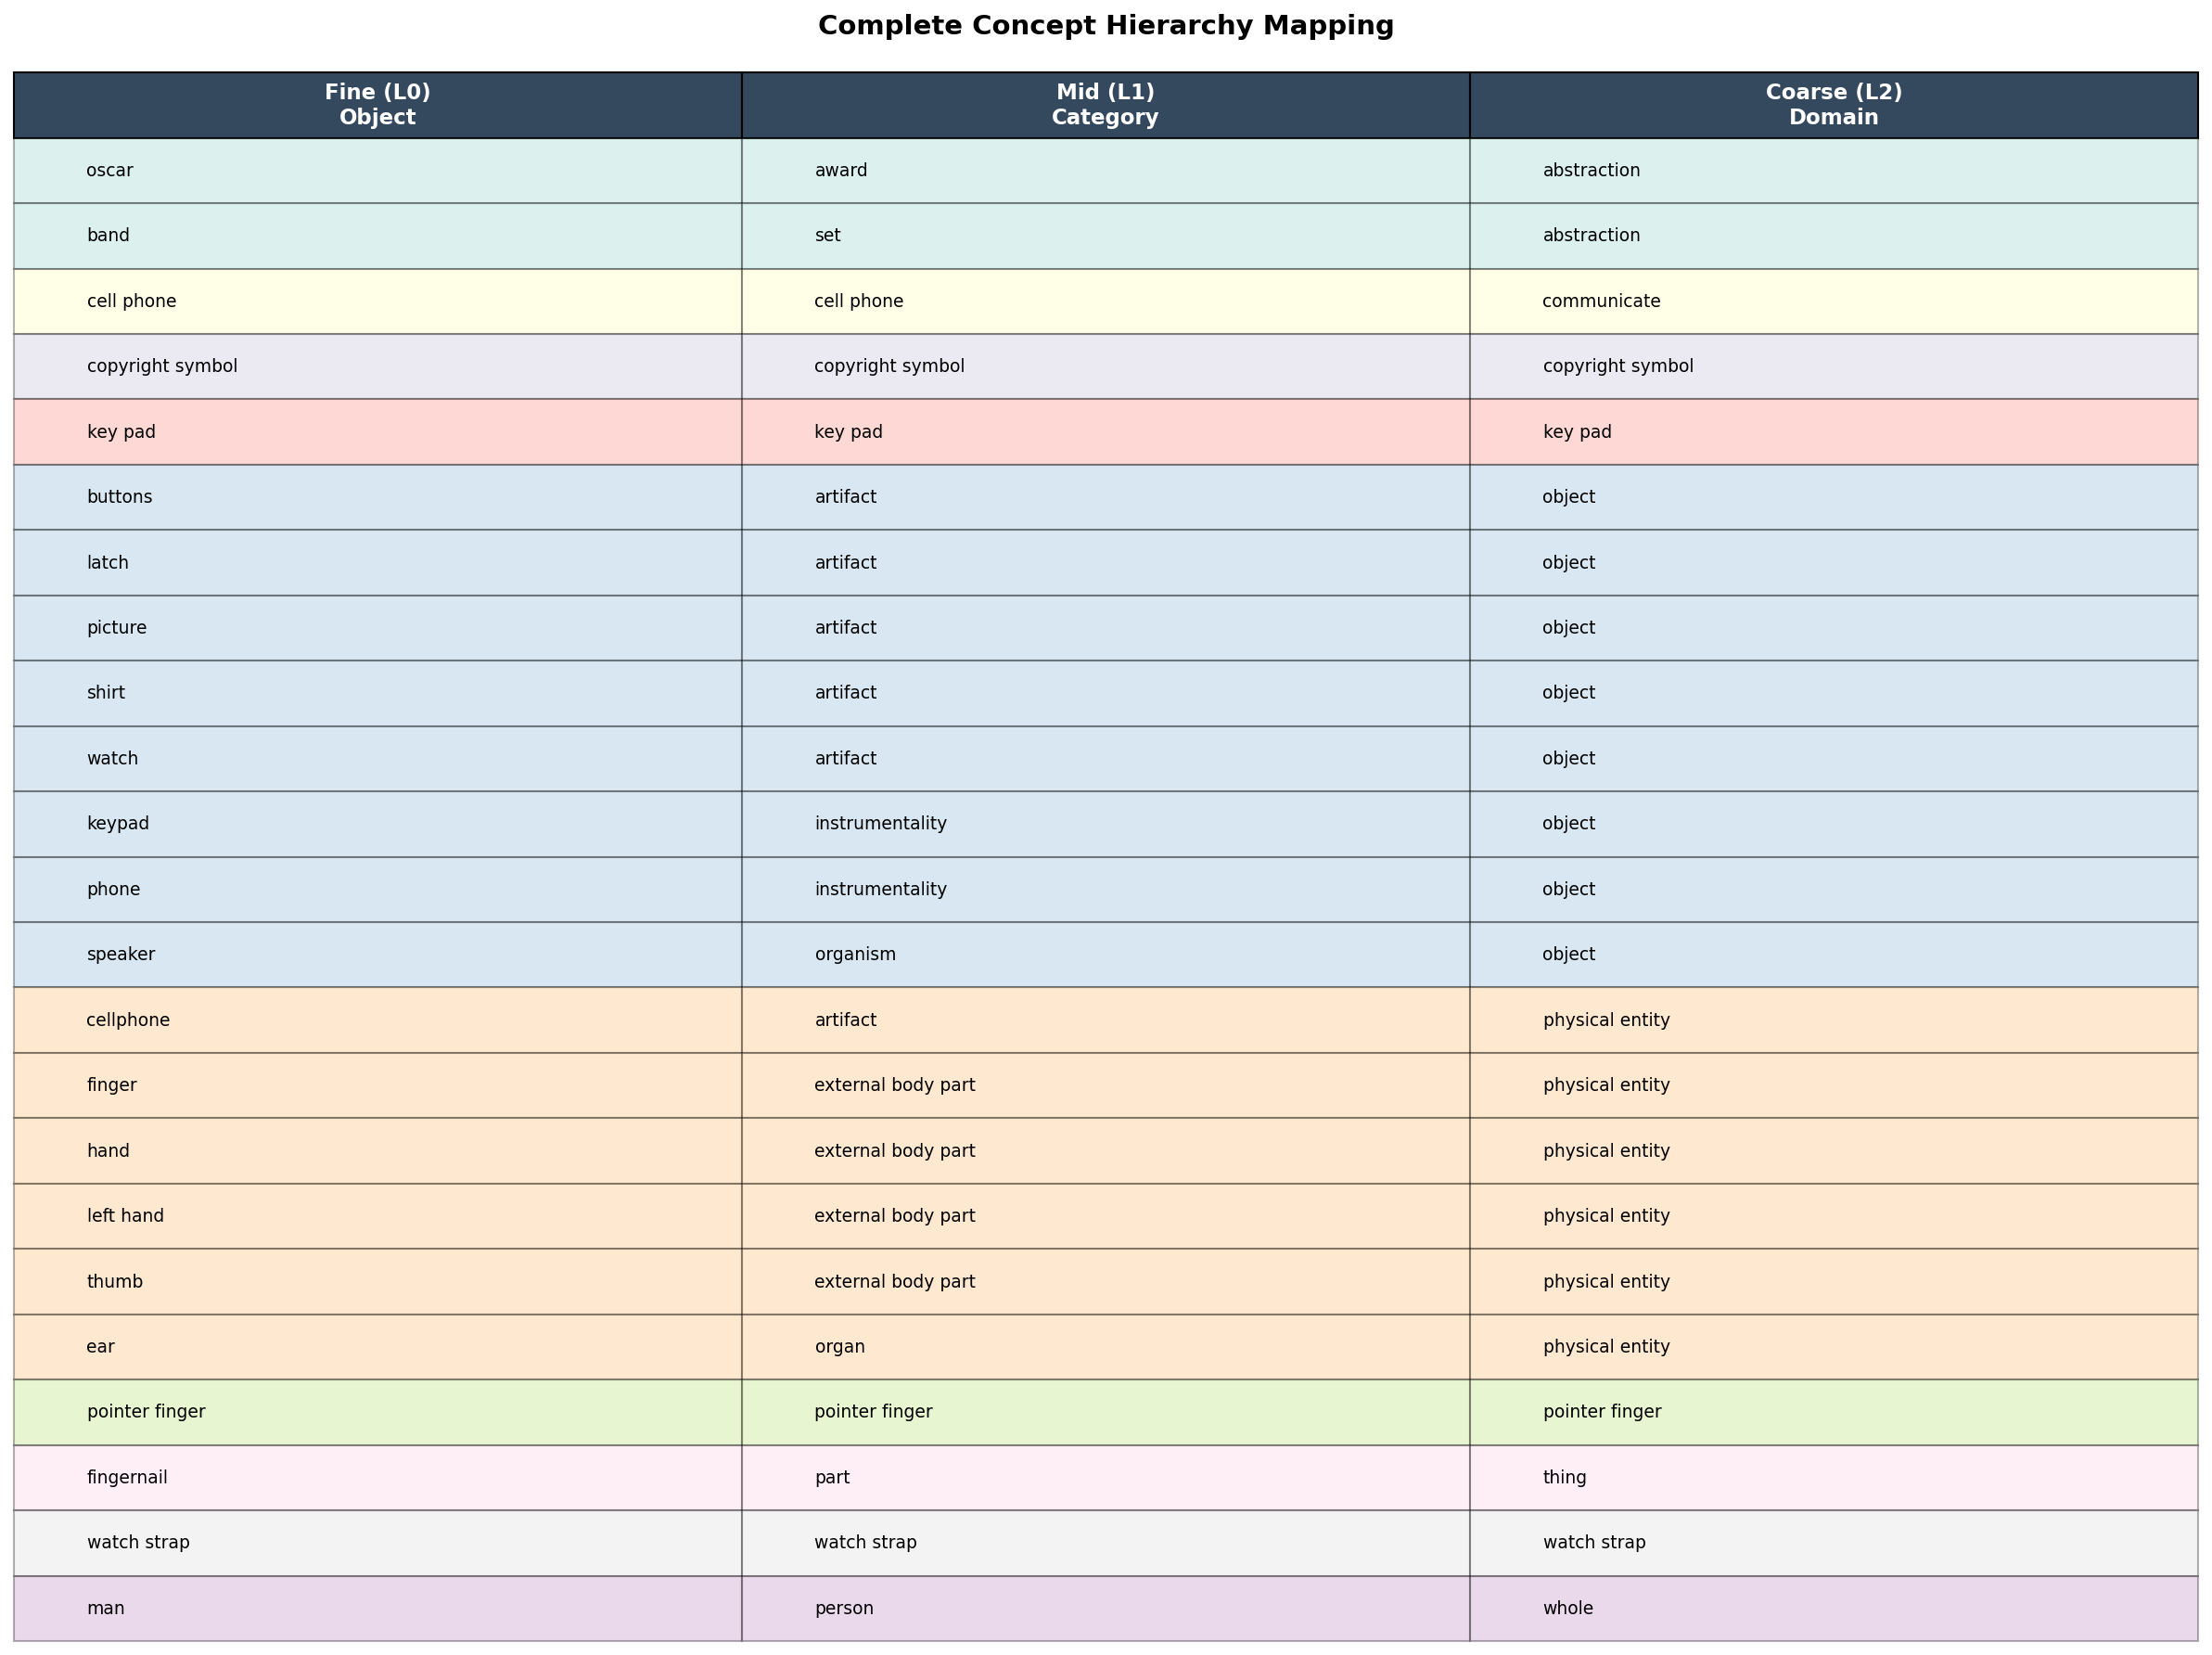 Complete Concept Hierarchy Mapping
Fine (L0) Mid (L1) Coarse (L2)
Object Category Domain
oscar award abstraction
band set abstraction
cell phone cell phone communicate
copyright symbol copyright symbol copyright symbol
key pad key pad key pad
buttons artifact object
latch artifact object
picture artifact object
shirt artifact object
watch artifact object
keypad instrumentality object
phone instrumentality object
speaker organism object
cellphone artifact physical entity
finger external body part physical entity
hand external body part physical entity
left hand external body part physical entity
thumb external body part physical entity
ear organ physical entity
pointer finger pointer finger pointer finger
fingernail part thing
watch strap watch strap watch strap
man person whole